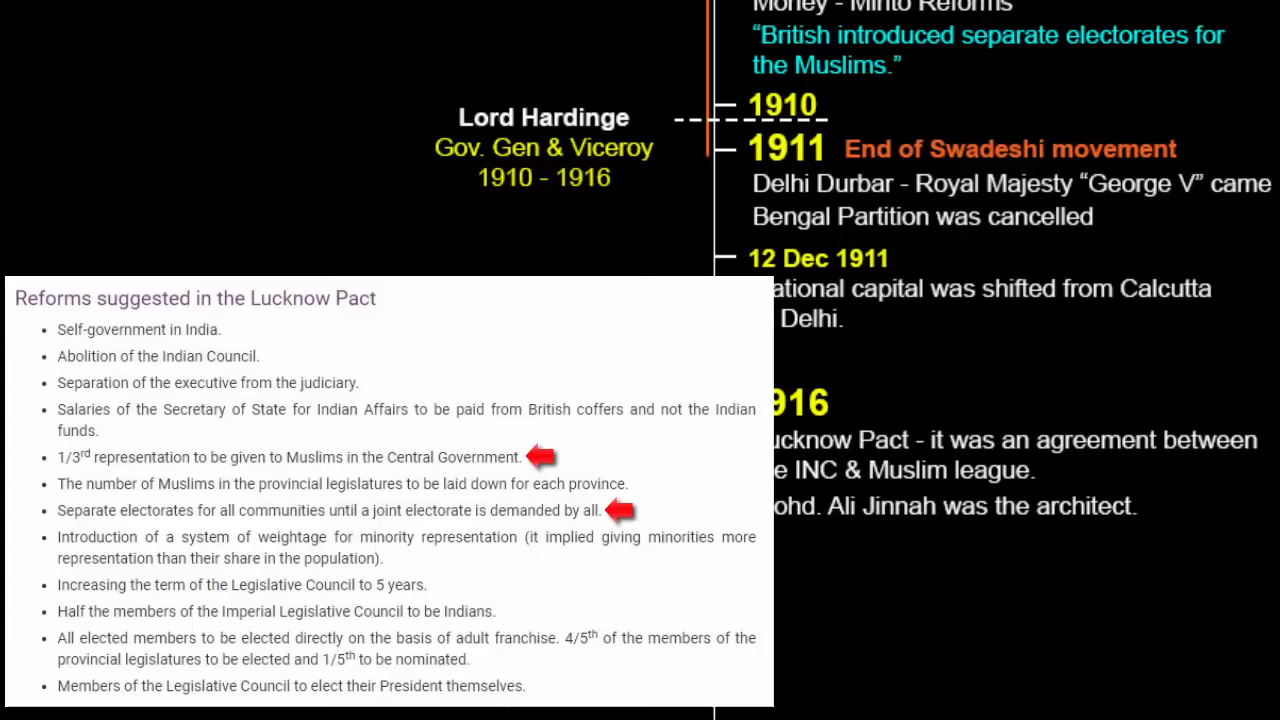 Money - Minto Reforms
“British introduced separate electorates for
the Muslims.”
1910
Lord Hardinge
Gov. Gen & Viceroy
1910 - 1916
1911 End of Swadeshi movement
Delhi Durbar - Royal Majesty “George V” came
Bengal Partition was cancelled
12 Dec 1911
ational capital was shifted from Calcutta
Delhi.
916
ucknow Pact - it was an agreement between
e INC & Muslim league.
ohd. Ali Jinnah was the architect.
Reforms suggested in the Lucknow Pact
• Self-government in India.
• Abolition of the Indian Council.
• Separation of the executive from the judiciary.
• Salaries of the Secretary of State for Indian Affairs to be paid from British coffers and not the Indian
funds.
• 1/3rd representation to be given to Muslims in the Central Government.
• The number of Muslims in the provincial legislatures to be laid down for each province.
• Separate electorates for all communities until a joint electorate is demanded by all.
• Introduction of a system of weightage for minority representation (it implied giving minorities more
representation than their share in the population).
• Increasing the term of the Legislative Council to 5 years.
• Half the members of the Imperial Legislative Council to be Indians.
• All elected members to be elected directly on the basis of adult franchise. 4/5th of the members of the
provincial legislatures to be elected and 1/5th to be nominated.
• Members of the Legislative Council to elect their President themselves.